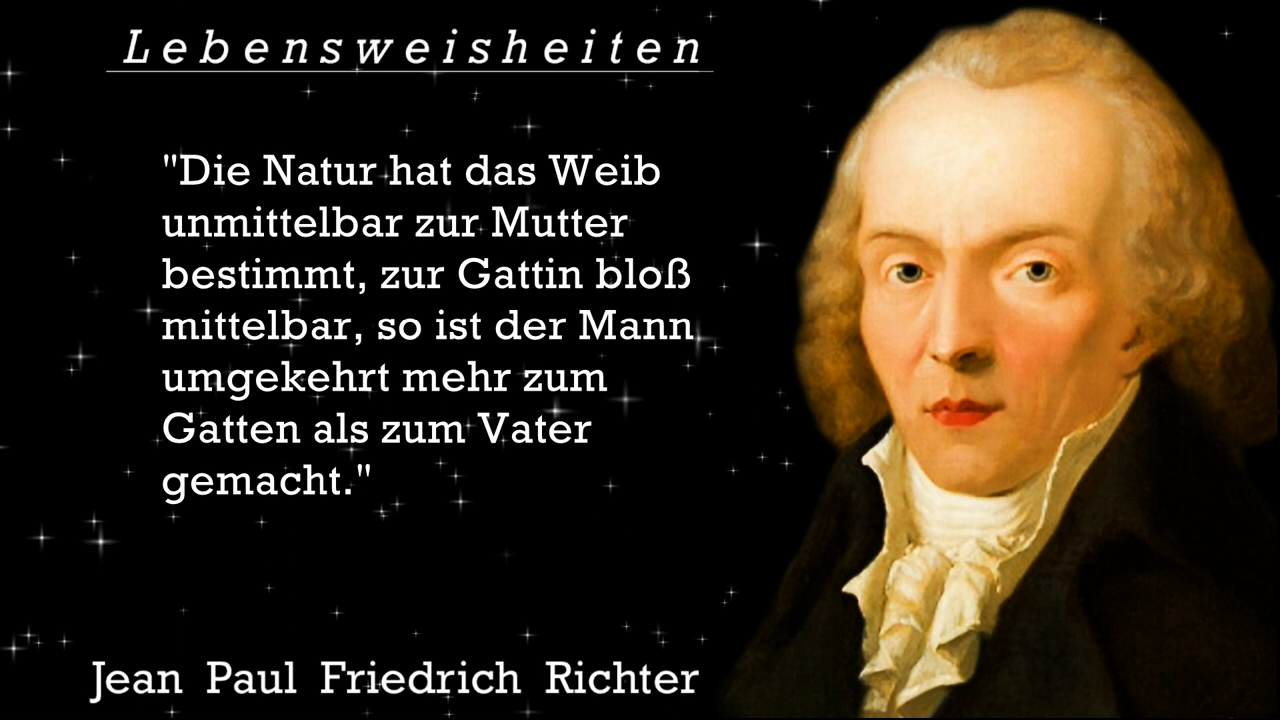 Lebensweisheiten
"Die Natur hat das Weib
unmittelbar zur Mutter
bestimmt, zur Gattin bloß
mittelbar, so ist der Mann
umgekehrt mehr zum
Gatten als zum Vater
gemacht."
Jean Paul Friedrich Richter